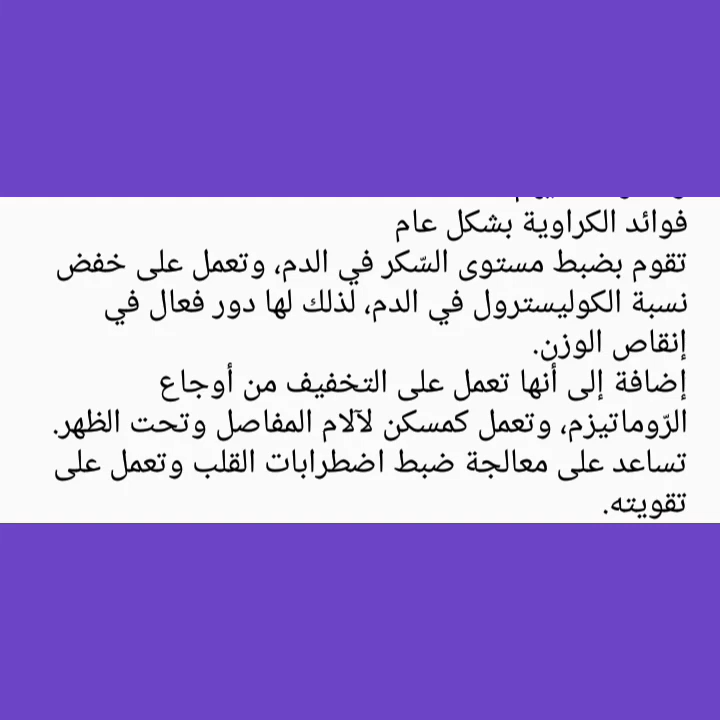 فوائد الكراوية بشكل عام
تقوم بضبط مستوى السّكر في الدم، وتعمل على خفض
نسبة الكوليسترول في الدم، لذلك لها دور فعال في
إنقاص الوزن.
إضافة إلى أنها تعمل على التخفيف من أوجاع
الرّوماتيزم، وتعمل كمسكن لآلام المفاصل وتحت الظهر.
تساعد على معالجة ضبط اضطرابات القلب وتعمل على
تقويته.